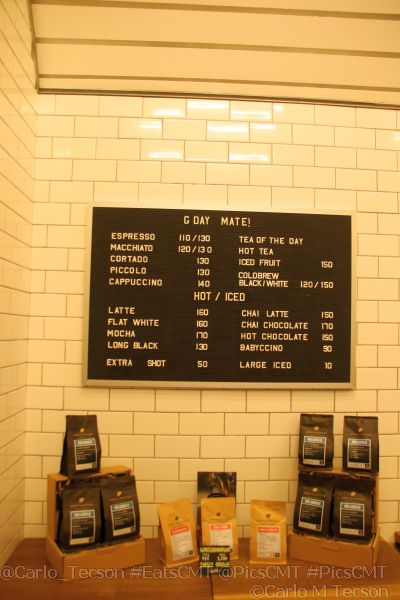 G DAY MATE!
ESPRESSO 110/130
MACCHIATO 120/130
CORTADO 130
PICCOLO 130
CAPPUCCINO 140
TEA OF THE DAY
HOT TEA
ICED FRUIT 150
COLDBREW
BLACK/WHITE 120/150
HOT / ICED
LATTE 160
FLAT WHITE 160
MOCHA 170
LONG BLACK 130
EXTRA SHOT 50
CHAI LATTE 150
CHAI CHOCOLATE 170
HOT CHOCOLATE 150
BABYCCINO 90
LARGE ICED 10
@Carlo_Tecson #EatsCMT @PicsCMT #PicsCMT
©Carlo M Tecson